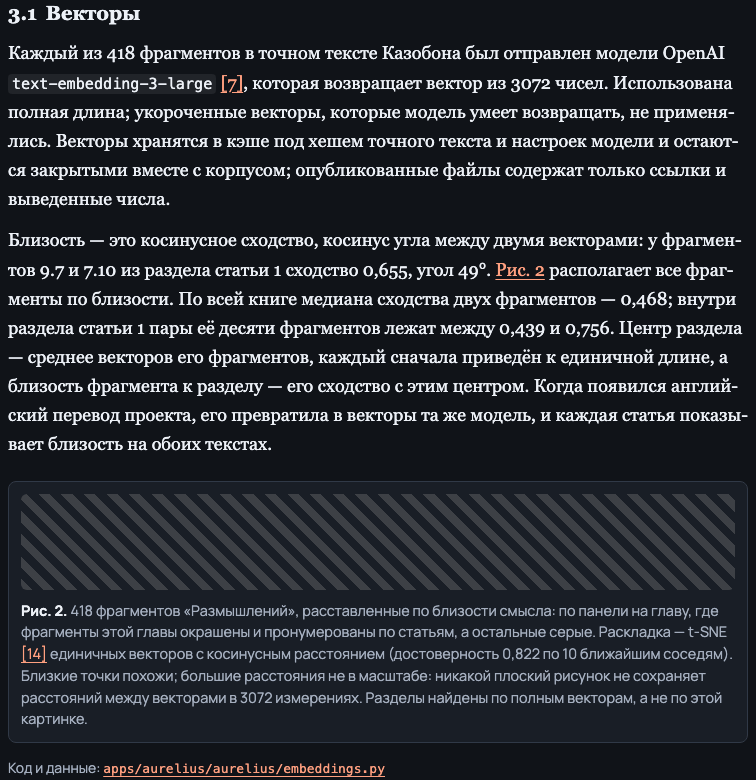 3.1 Векторы
Каждый из 418 фрагментов в точном тексте Казобона был отправлен модели OpenAI
text-embedding-3-large [7], которая возвращает вектор из 3072 чисел. Использована
полная длина; укороченные векторы, которые модель умеет возвращать, не применя-
лись. Векторы хранятся в кэше под хешем точного текста и настроек модели и остают-
ся закрытыми вместе с корпусом; опубликованные файлы содержат только ссылки и
выведенные числа.
Близость — это косинусное сходство, косинус угла между двумя векторами: у фрагмен-
тов 9.7 и 7.10 из раздела статьи 1 сходство 0,655, угол 49°. Рис. 2 располагает все фраг-
менты по близости. По всей книге медиана сходства двух фрагментов — 0,468; внутри
раздела статьи 1 пары её десяти фрагментов лежат между 0,439 и 0,756. Центр раздела
— среднее векторов его фрагментов, каждый сначала приведён к единичной длине, а
близость фрагмента к разделу — его сходство с этим центром. Когда появился англий-
ский перевод проекта, его превратила в векторы та же модель, и каждая статья показы-
вает близость на обоих текстах.
Рис. 2. 418 фрагментов «Размышлений», расставленные по близости смысла: по панели на главу, где
фрагменты этой главы окрашены и пронумерованы по статьям, а остальные серые. Раскладка — t-SNE
[14] единичных векторов с косинусным расстоянием (достоверность 0,822 по 10 ближайшим соседям).
Близкие точки похожи; большие расстояния не в масштабе: никакой плоский рисунок не сохраняет
расстояний между векторами в 3072 измерениях. Разделы найдены по полным векторам, а не по этой
картинке.
Код и данные: apps/aurelius/aurelius/embeddings.py